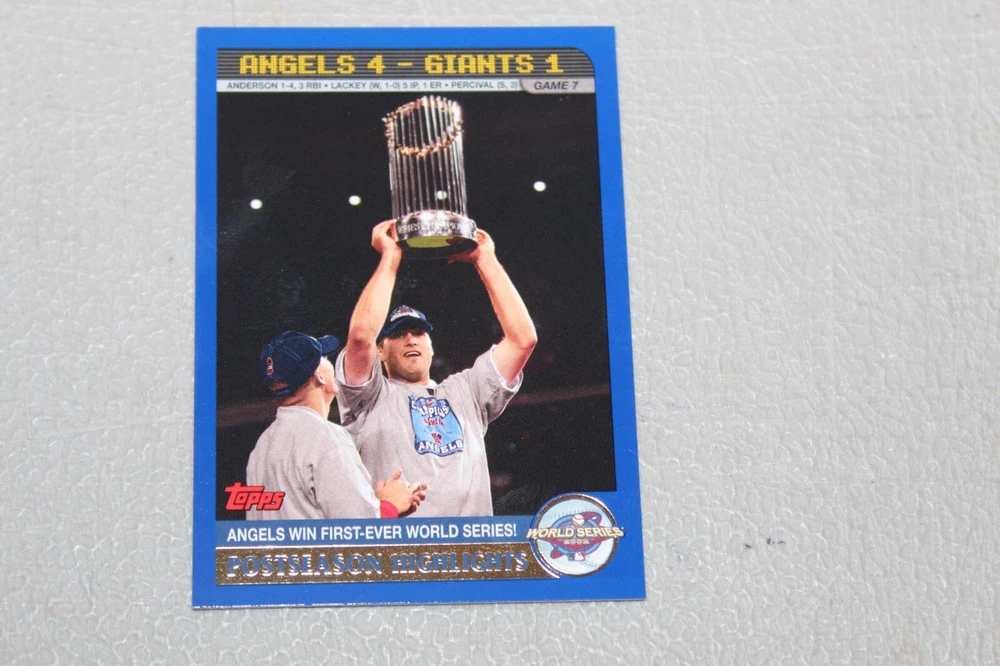 ANGELS 4 - GIANTS 1
ANDERSON 1-4, 3 RBI • LACKEY (W, 1-0) 5 IP, 1 ER • PERCIVAL (S, 3)
GAME 7
ANGELS
topps
ANGELS WIN FIRST-EVER WORLD SERIES!
WORLD SERIES
2002
POSTSEASON HIGHLIGHTS